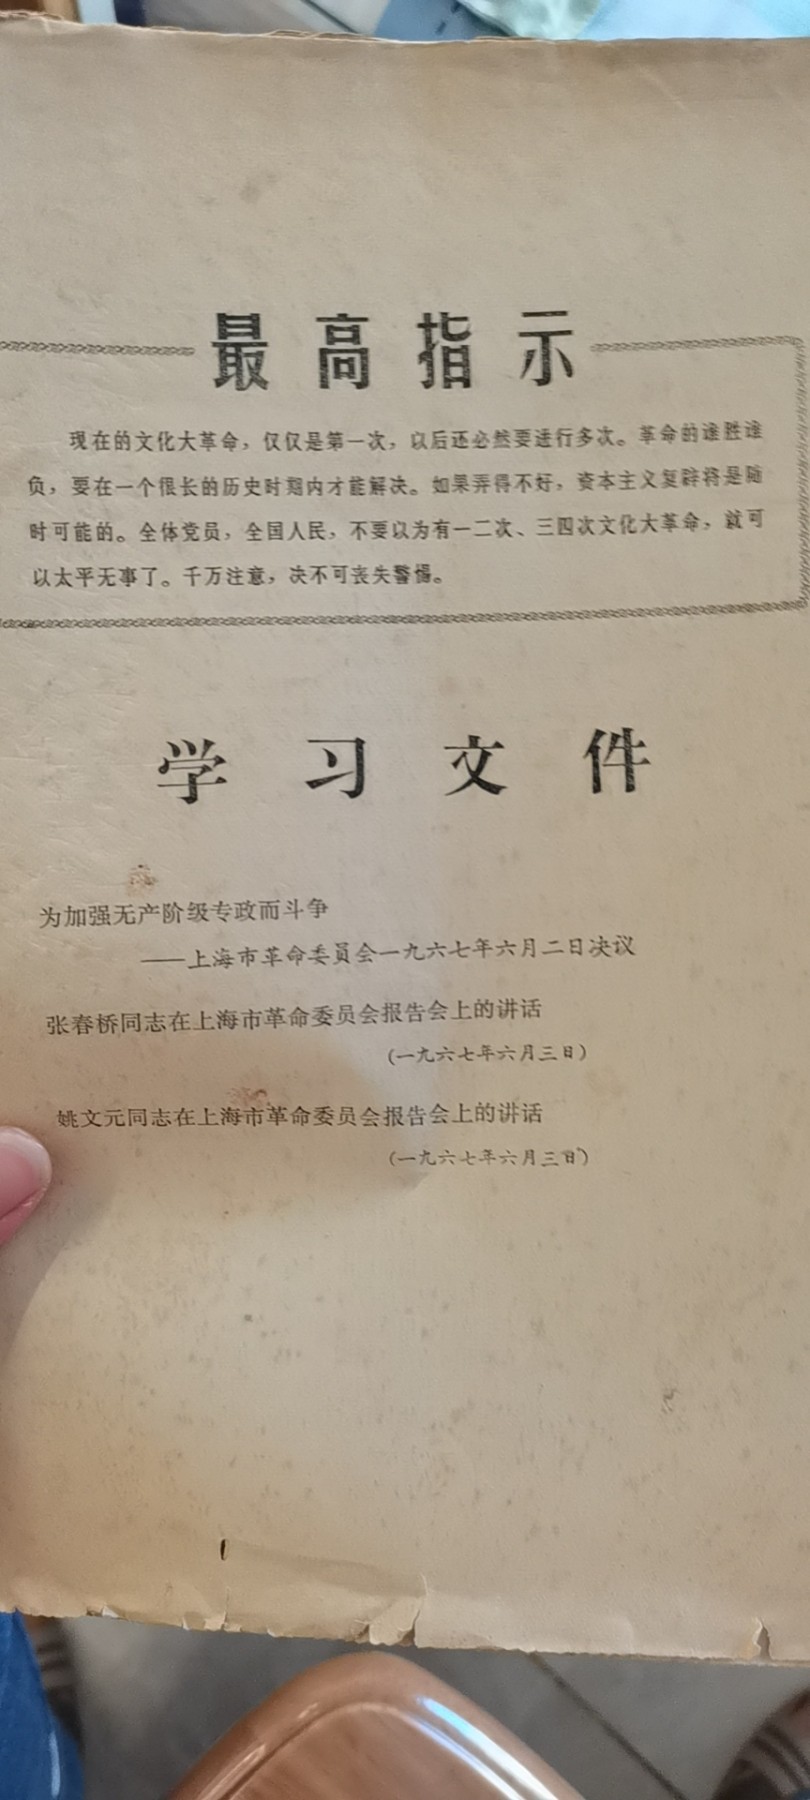 最高指示
现在的文化大革命，仅仅是第一次，以后还必然要进行多次。革命的谁胜谁
负，要在一个很长的历史时期内才能解决。如果弄得不好，资本主义复辟将是随
时可能的。全体党员，全国人民，不要以为有一二次、三四次文化大革命，就可
以太平无事了。千万注意，决不可丧失警惕。
学习文件
为加强无产阶级专政而斗争
——上海市革命委员会一九六七年六月二日决议
张春桥同志在上海市革命委员会报告会上的讲话
（一九六七年六月三日）
姚文元同志在上海市革命委员会报告会上的讲话
（一九六七年六月三日）